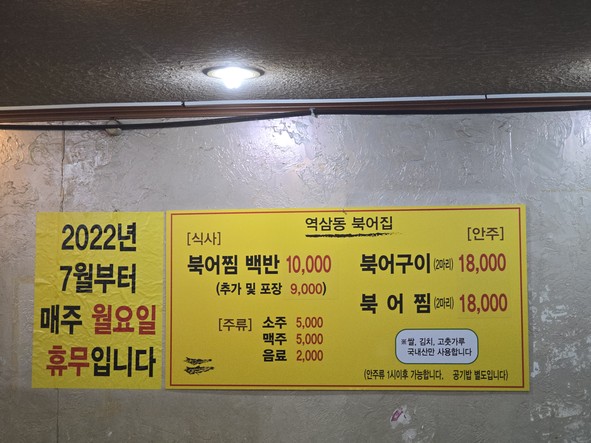 2022년
7월부터
매주 월요일
휴무입니다
역삼동 북어집
[식사]
북어찜 백반 10,000
(추가 및 포장 9,000)
[주류] 소주 5,000
맥주 5,000
음료 2,000
[안주]
북어구이(2마리) 18,000
북어찜(2마리) 18,000
※쌀, 김치, 고춧가루
국내산만 사용합니다
(안주류 1시이후 가능합니다. 공기밥 별도입니다)